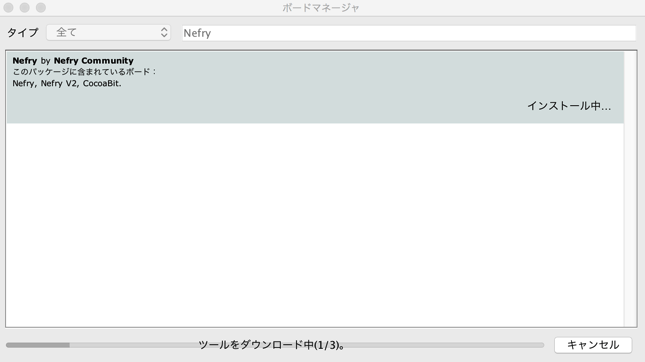 ボードマネージャ
タイプ 全て Nefry
Nefry by Nefry Community
このパッケージに含まれているボード：
Nefry, Nefry V2, CocoaBit.
インストール中...
ツールをダウンロード中(1/3)。 キャンセル